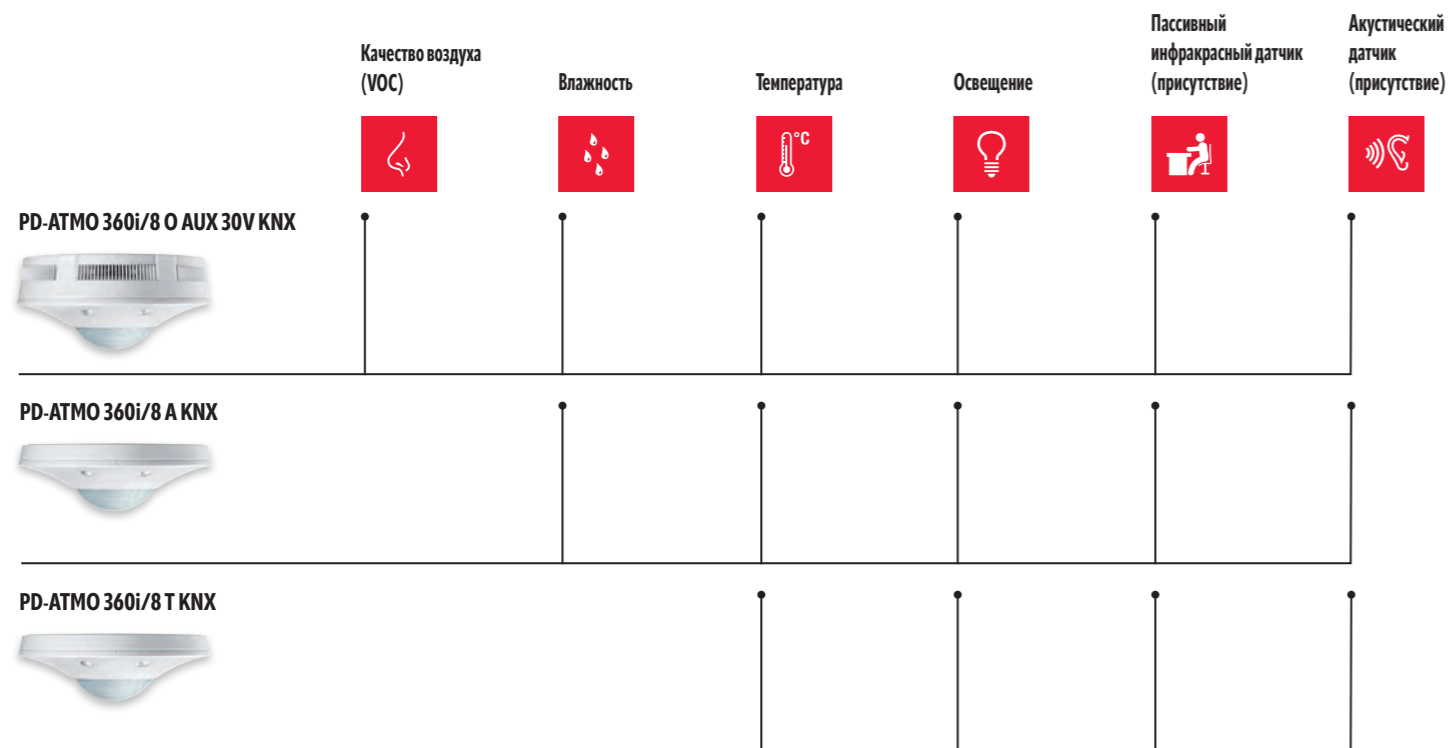 Качество воздуха
(VOC)
Влажность
Температура
Освещение
Пассивный
инфракрасный датчик
(присутствие)
Акустический
датчик
(присутствие)
°C
PD-ATMO 360i/8 O AUX 30V KNX
PD-ATMO 360i/8 A KNX
PD-ATMO 360i/8 T KNX